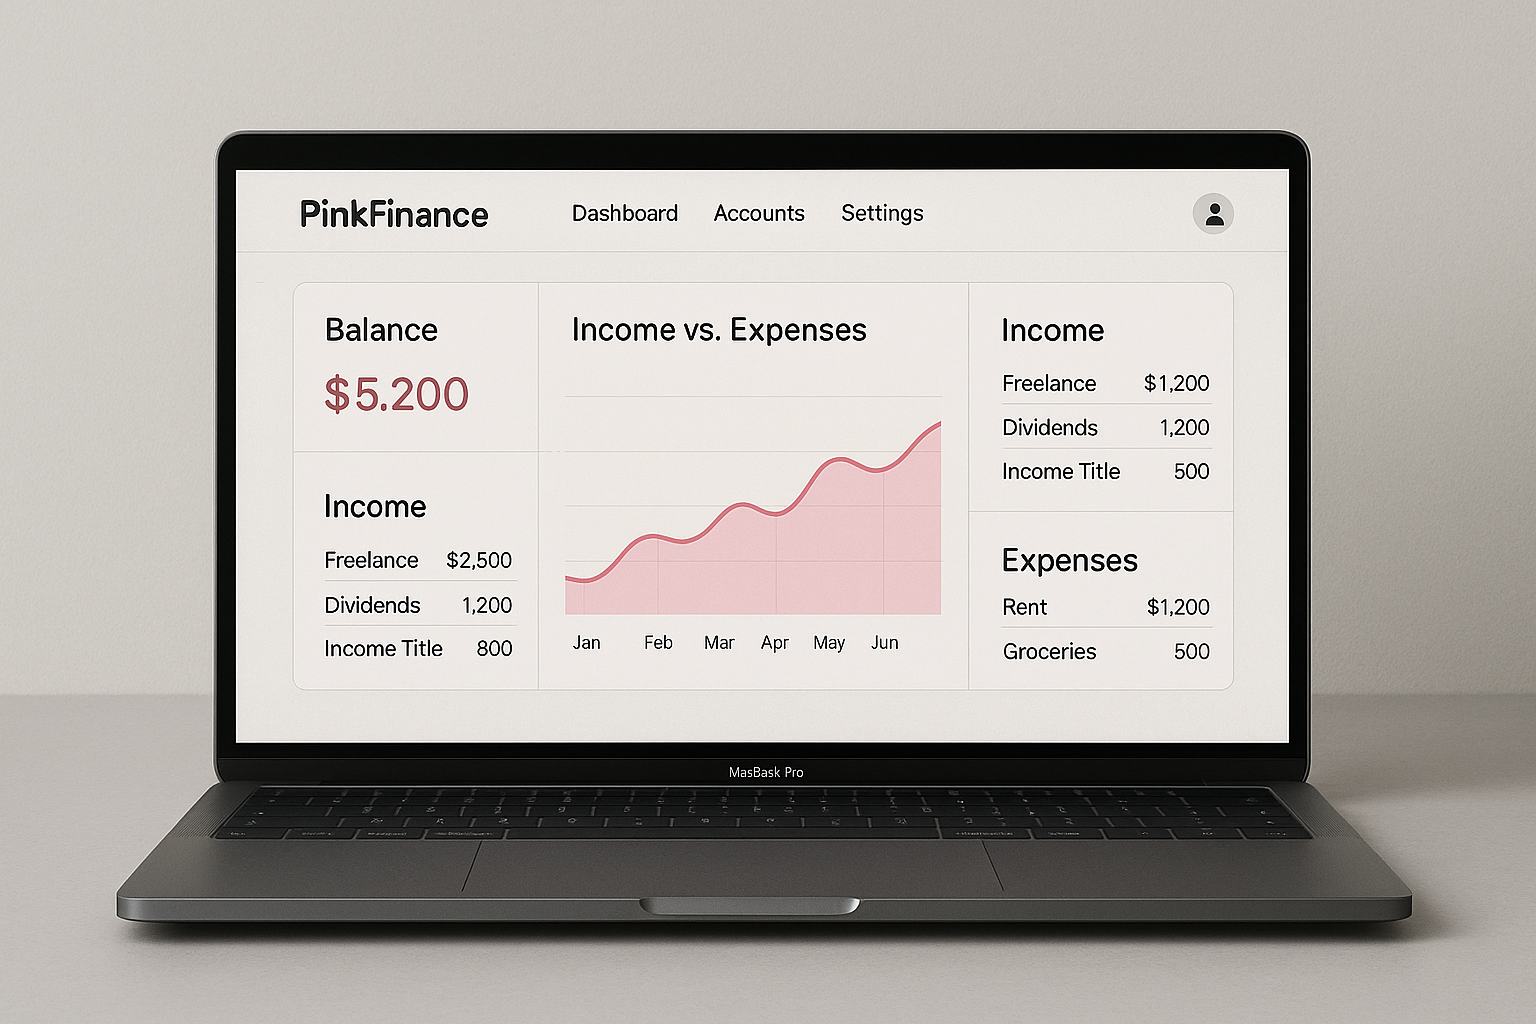 PinkFinance
Dashboard Accounts Settings
Balance
$5.200
Income
Freelance $2,500
Dividends 1,200
Income Title 800
Income vs. Expenses
Jan Feb Mar Apr May Jun
Income
Freelance $1,200
Dividends 1,200
Income Title 500
Expenses
Rent $1,200
Groceries 500
MasBask Pro